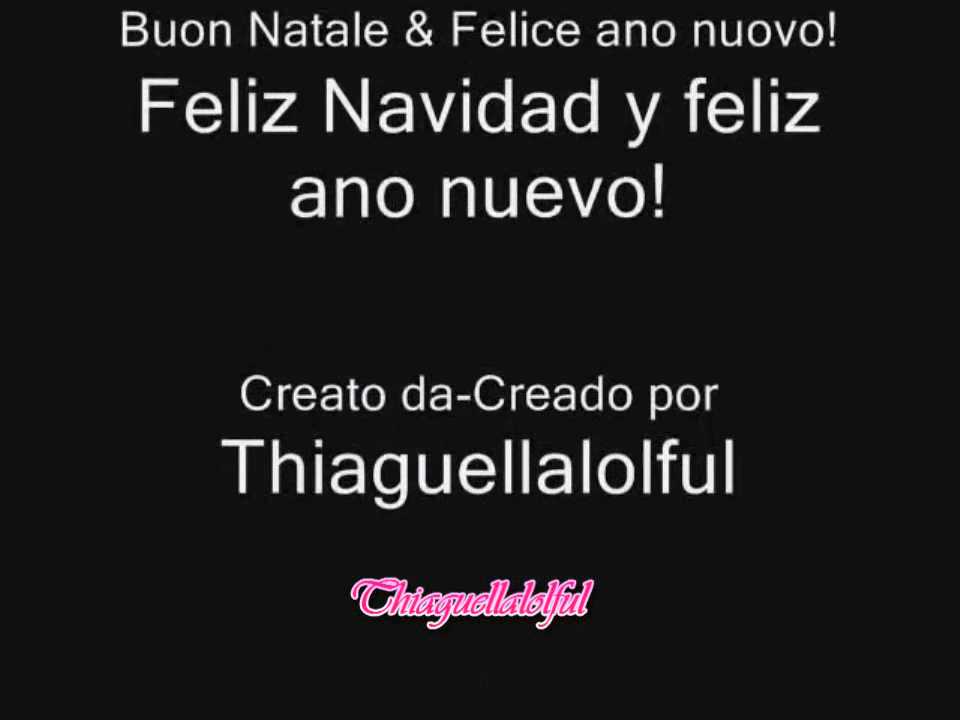 Buon Natale & Felice ano nuovo!
Feliz Navidad y feliz
ano nuevo!
Creato da-Creado por
Thiaguellalolful
Thiaguellalolful